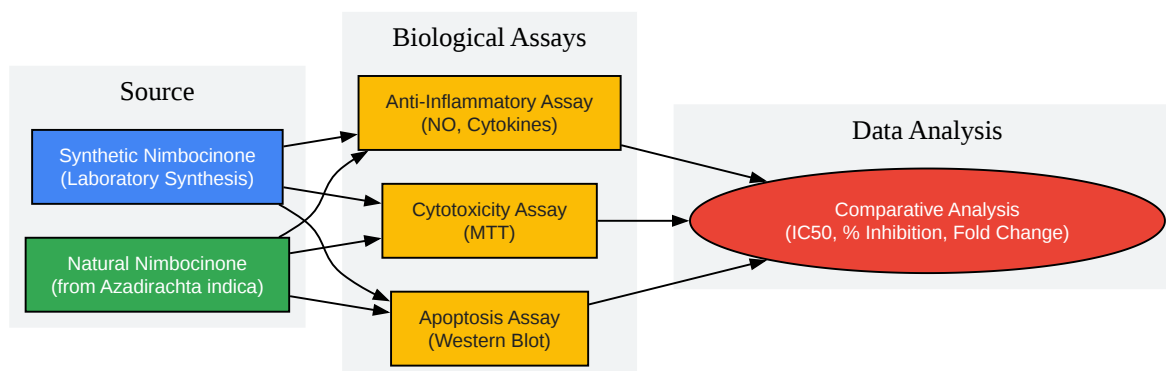 Source
Synthetic Nimbocinone
(Laboratory Synthesis)
Natural Nimbocinone
(from Azadirachta indica)
Biological Assays
Anti-Inflammatory Assay
(NO, Cytokines)
Cytotoxicity Assay
(MTT)
Apoptosis Assay
(Western Blot)
Data Analysis
Comparative Analysis
(IC50, % Inhibition, Fold Change)